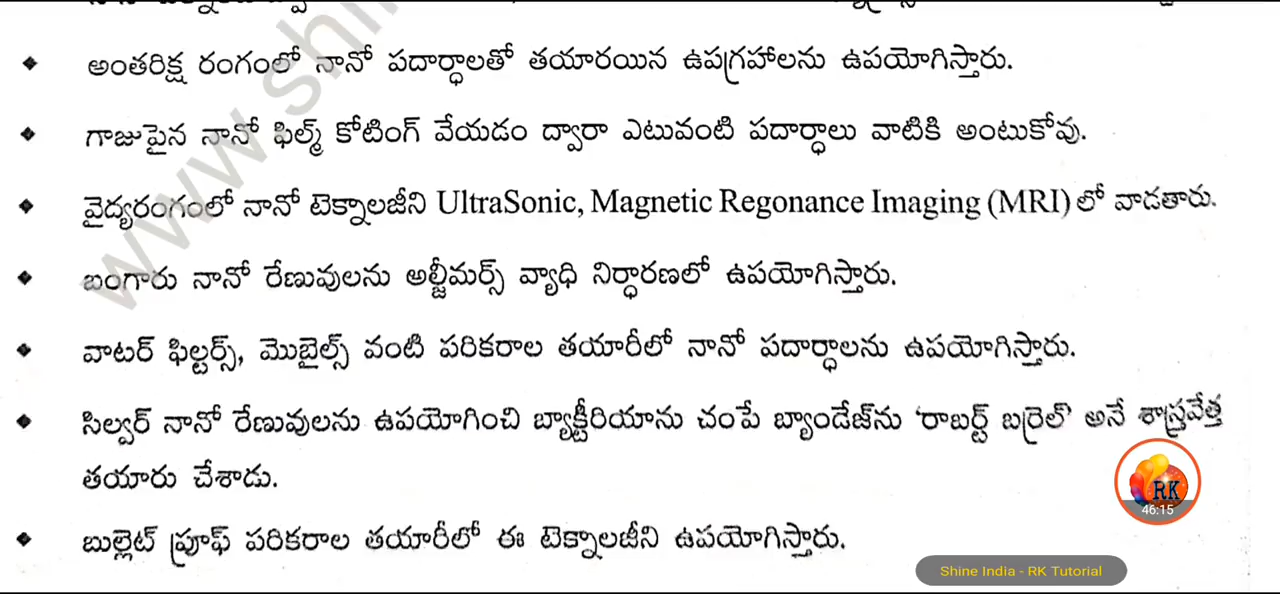 ◆ అంతరిక్ష రంగంలో నానో పదార్థాలతో తయారయిన ఉపగ్రహాలను ఉపయోగిస్తారు.
◆ గాజుపైన నానో ఫిల్మ్ కోటింగ్ వేయడం ద్వారా ఎటువంటి పదార్థాలు వాటికి అంటుకోవు.
◆ వైద్యరంగంలో నానో టెక్నాలజీని UltraSonic, Magnetic Regonance Imaging (MRI) లో వాడతారు.
◆ బంగారు నానో రేణువులను అల్జీమర్స్ వ్యాధి నిర్ధారణలో ఉపయోగిస్తారు.
◆ వాటర్ ఫిల్టర్స్, మొబైల్స్ వంటి పరికరాల తయారీలో నానో పదార్థాలను ఉపయోగిస్తారు.
◆ సిల్వర్ నానో రేణువులను ఉపయోగించి బ్యాక్టీరియాను చంపే బ్యాండేజ్‌ను 'రాబర్ట్ బర్రెల్' అనే శాస్త్రవేత్త
తయారు చేశాడు.
RK
46:15
◆ బుల్లెట్ ప్రూఫ్ పరికరాల తయారీలో ఈ టెక్నాలజీని ఉపయోగిస్తారు.
Shine India - RK Tutorial
www.shin